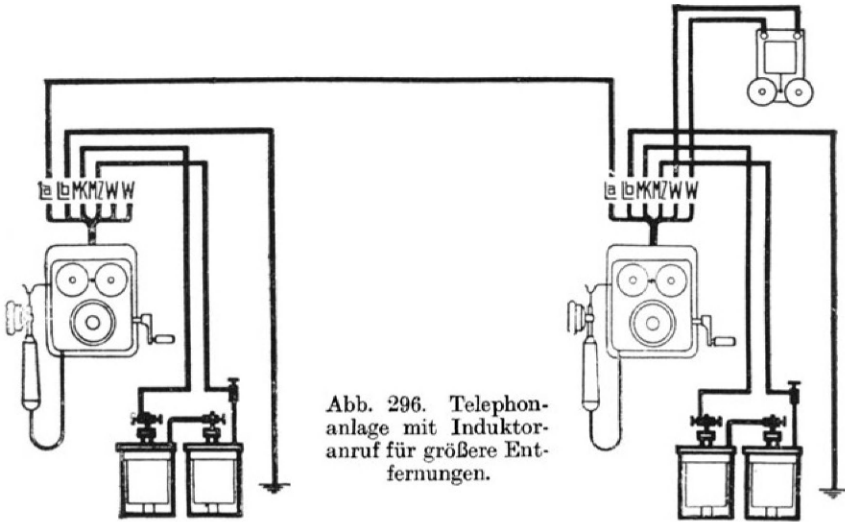 la lb MK MZ W W
la lb MK MZ W W
Abb. 296. Telephon-
anlage mit Induktor-
anruf für größere Ent-
fernungen.